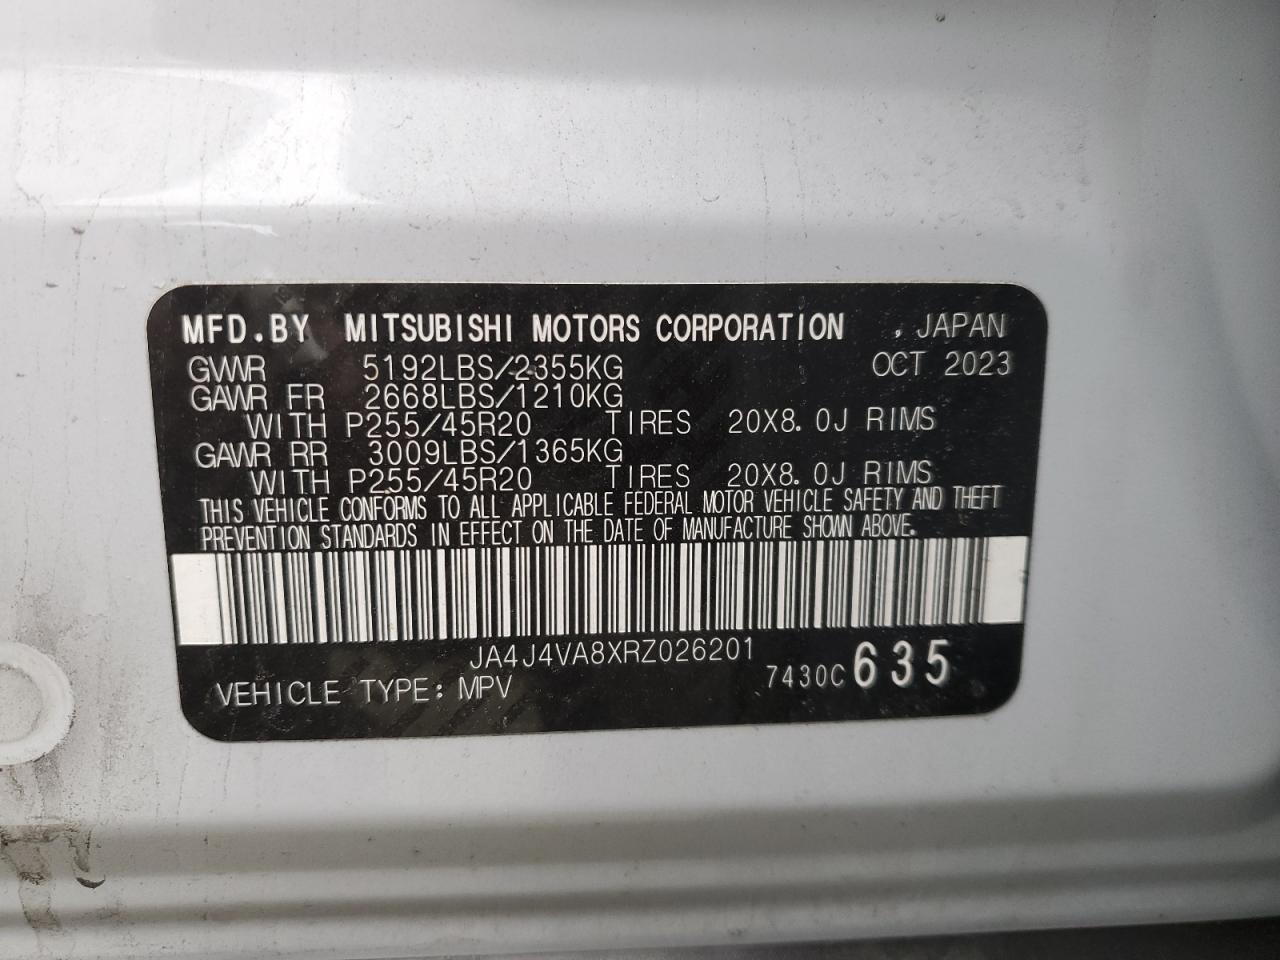 MFD.BY MITSUBISHI MOTORS CORPORATION , JAPAN
GVWR 5192LBS/2355KG OCT 2023
GAWR FR 2668LBS/1210KG
WITH P255/45R20 TIRES 20X8.0J RIMS
GAWR RR 3009LBS/1365KG
WITH P255/45R20 TIRES 20X8.0J RIMS
THIS VEHICLE CONFORMS TO ALL APPLICABLE FEDERAL MOTOR VEHICLE SAFETY AND THEFT
PREVENTION STANDARDS IN EFFECT ON THE DATE OF MANUFACTURE SHOWN ABOVE.
JA4J4VA8XRZ026201
VEHICLE TYPE: MPV 7430C 635